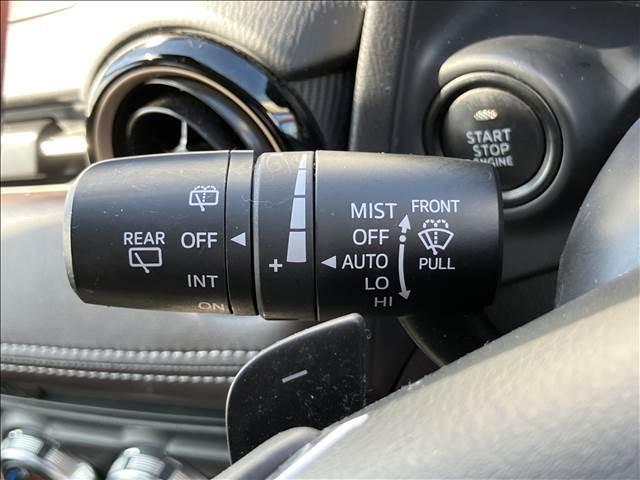 START
STOP
ENGINE
REAR
OFF
INT
ON
+
MIST
OFF
AUTO
LO
HI
FRONT
PULL
−